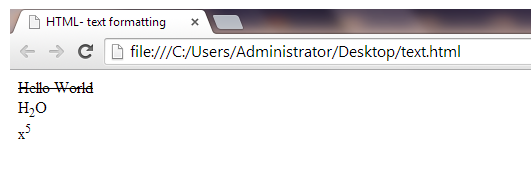 HTML- text formatting
file:///C:/Users/Administrator/Desktop/text.html
Hello World
H₂O
x⁵